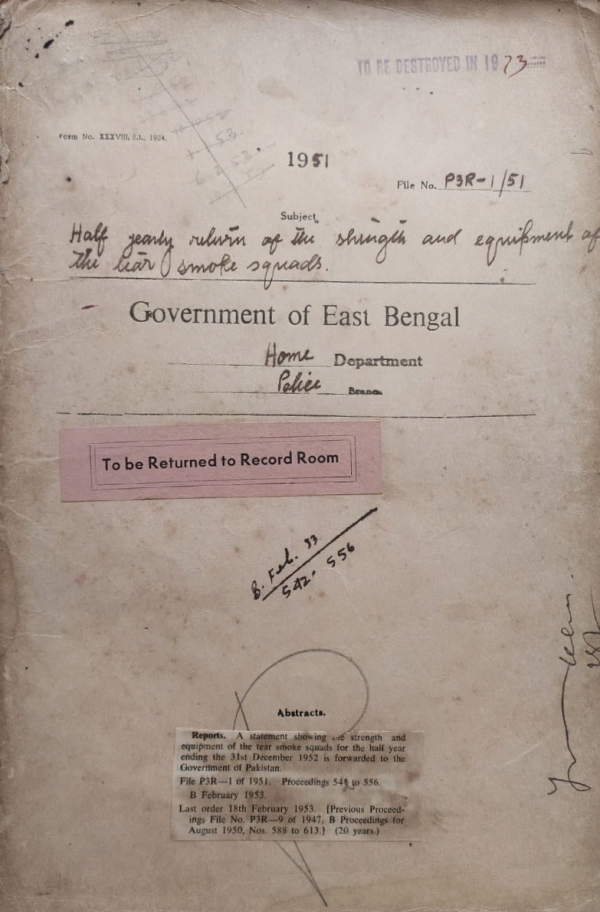 TO BE DESTROYED IN 1973
Form No. XXXVIII, S.I., 1924.
1951
File No. P3R-1/51
Subject
Half yearly return of the strength and equipment of
the tear smoke squads.
Government of East Bengal
Home Department
Police Branch
To be Returned to Record Room
B. Feb. 53
542- 556
Abstracts.
Reports. A statement showing the strength and
equipment of the tear smoke squads for the half year
ending the 31st December 1952 is forwarded to the
Government of Pakistan.
File P3R—1 of 1951. Proceedings 542 to 556.
B February 1953.
Last order 18th February 1953. [Previous Proceed-
ings File No. P3R—9 of 1947, B Proceedings for
August 1950, Nos. 588 to 613.] (20 years.)